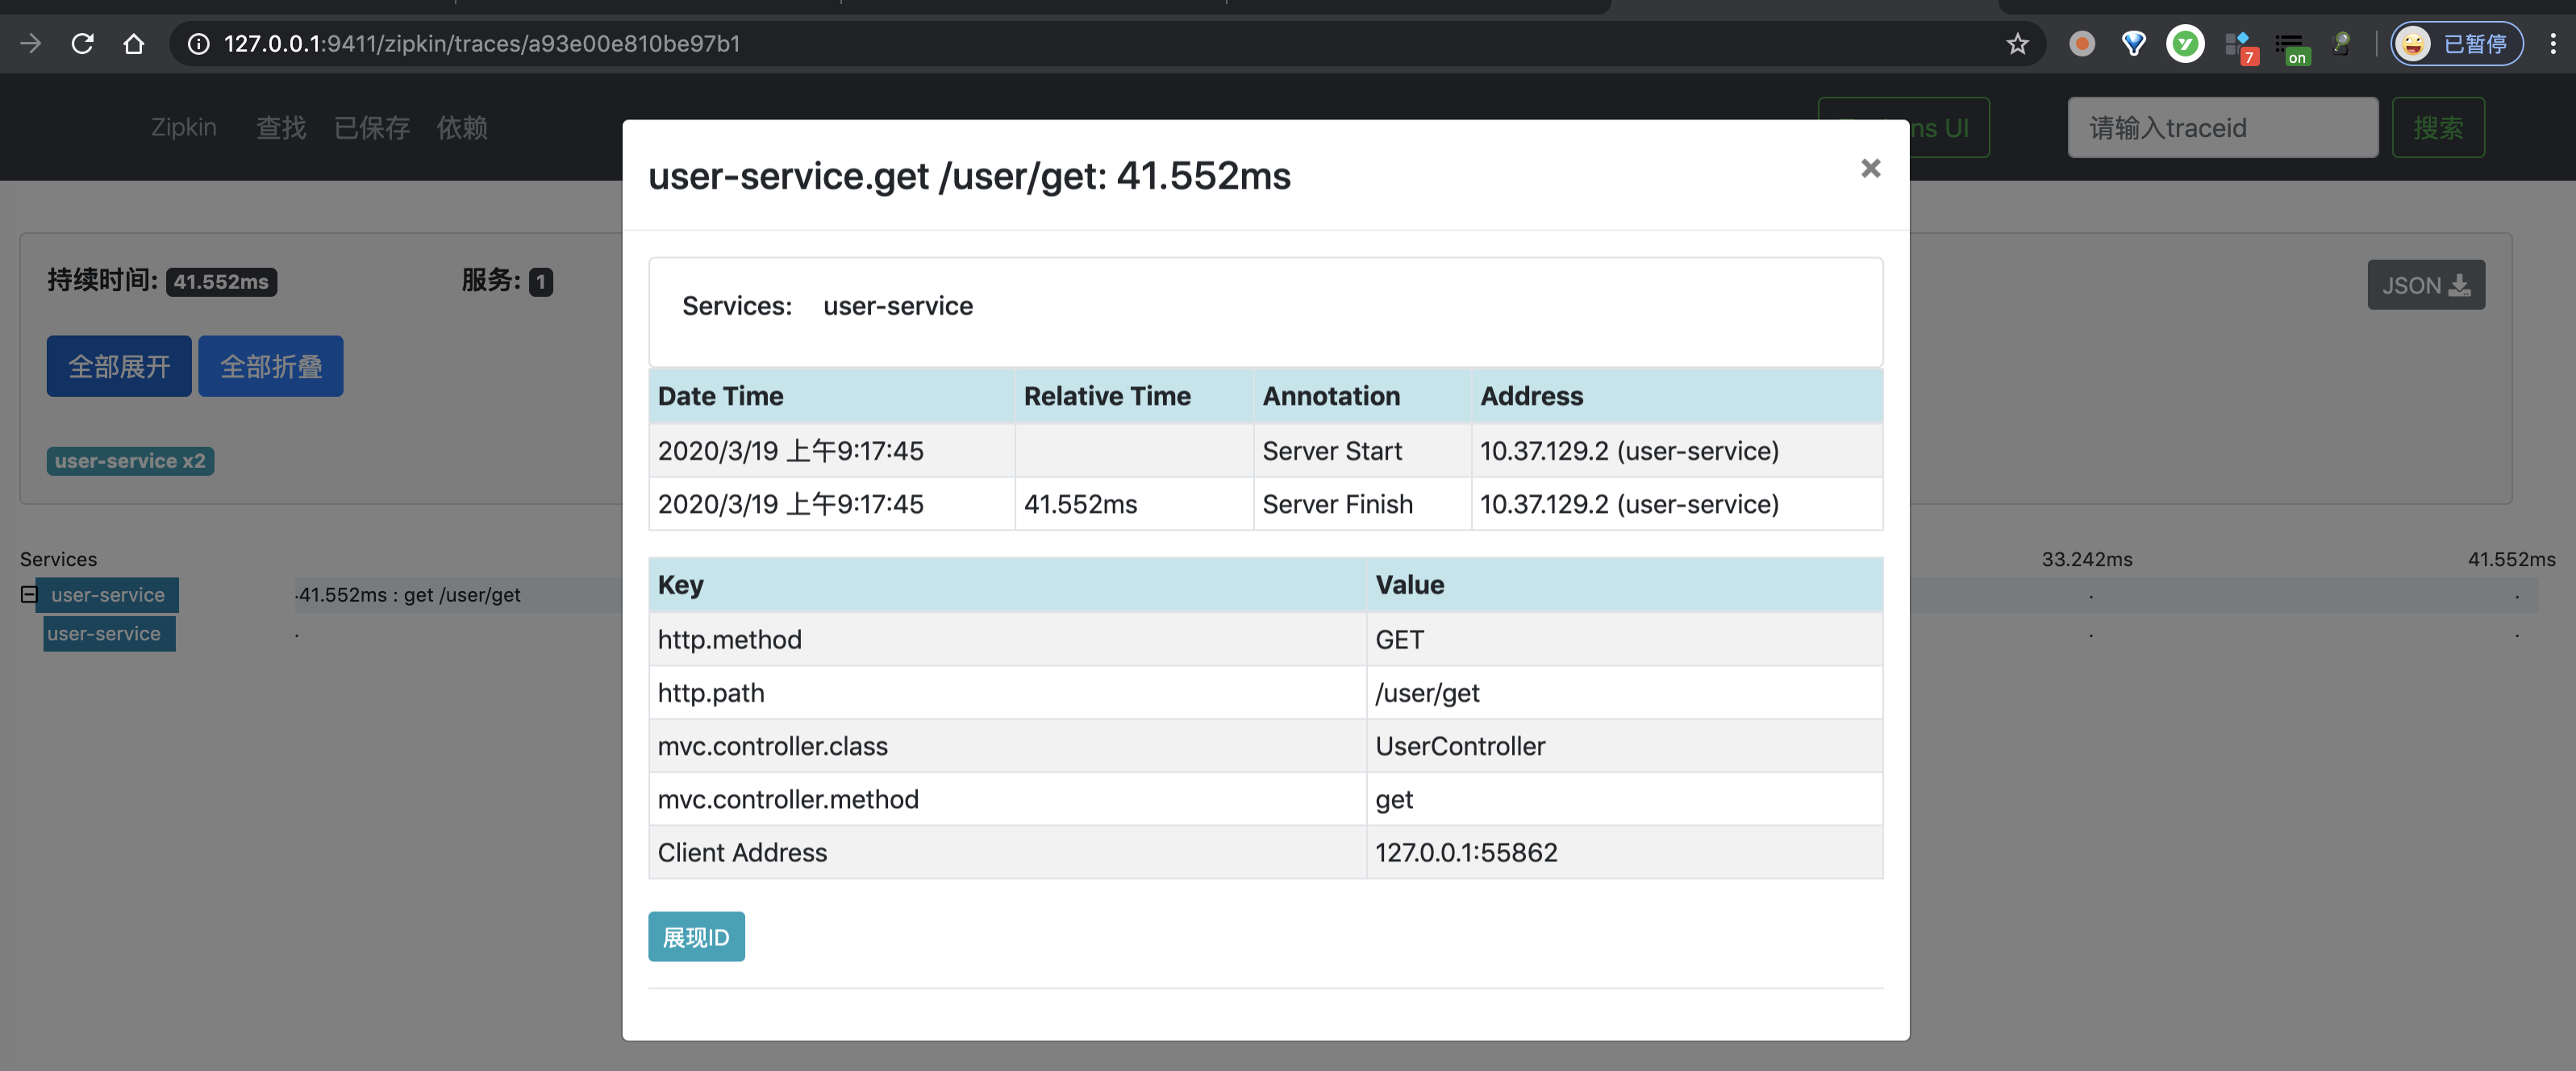 127.0.0.1:9411/zipkin/traces/a93e00e810be97b1
7
on
已暂停
Zipkin 查找 已保存 依赖
ns UI
请输入traceid
搜索
user-service.get /user/get: 41.552ms
×
持续时间: 41.552ms
服务: 1
JSON
全部展开 全部折叠
user-service x2
Services: user-service
Date Time Relative Time Annotation Address
2020/3/19 上午9:17:45 Server Start 10.37.129.2 (user-service)
2020/3/19 上午9:17:45 41.552ms Server Finish 10.37.129.2 (user-service)
Services
33.242ms 41.552ms
user-service .41.552ms : get /user/get . .
user-service . . .
Key Value
http.method GET
http.path /user/get
mvc.controller.class UserController
mvc.controller.method get
Client Address 127.0.0.1:55862
展现ID